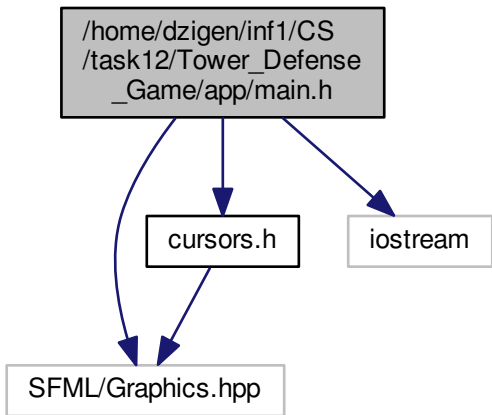 /home/dzigen/inf1/CS
/task12/Tower_Defense
_Game/app/main.h
cursors.h
iostream
SFML/Graphics.hpp